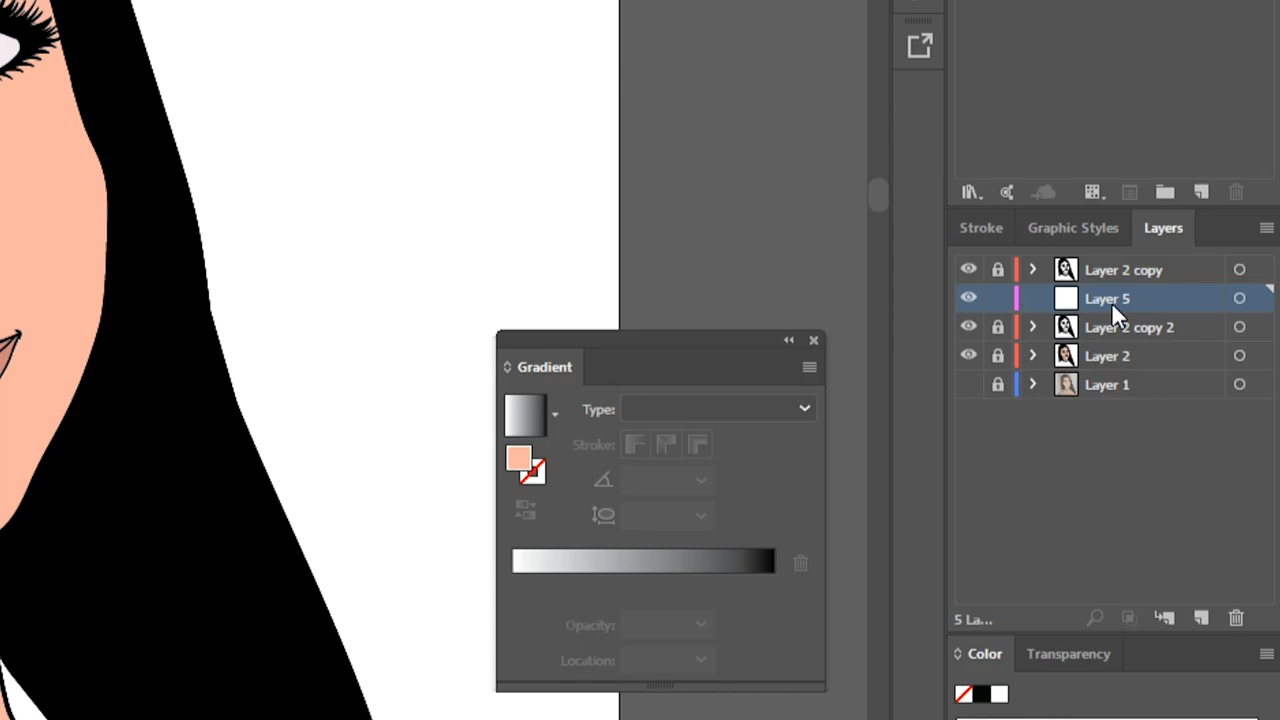 Stroke
Graphic Styles
Layers
Layer 2 copy
Layer 5
Layer 2 copy 2
Layer 2
Layer 1
5 La...
Color
Transparency
Gradient
Type:
Stroke:
Opacity:
Location: